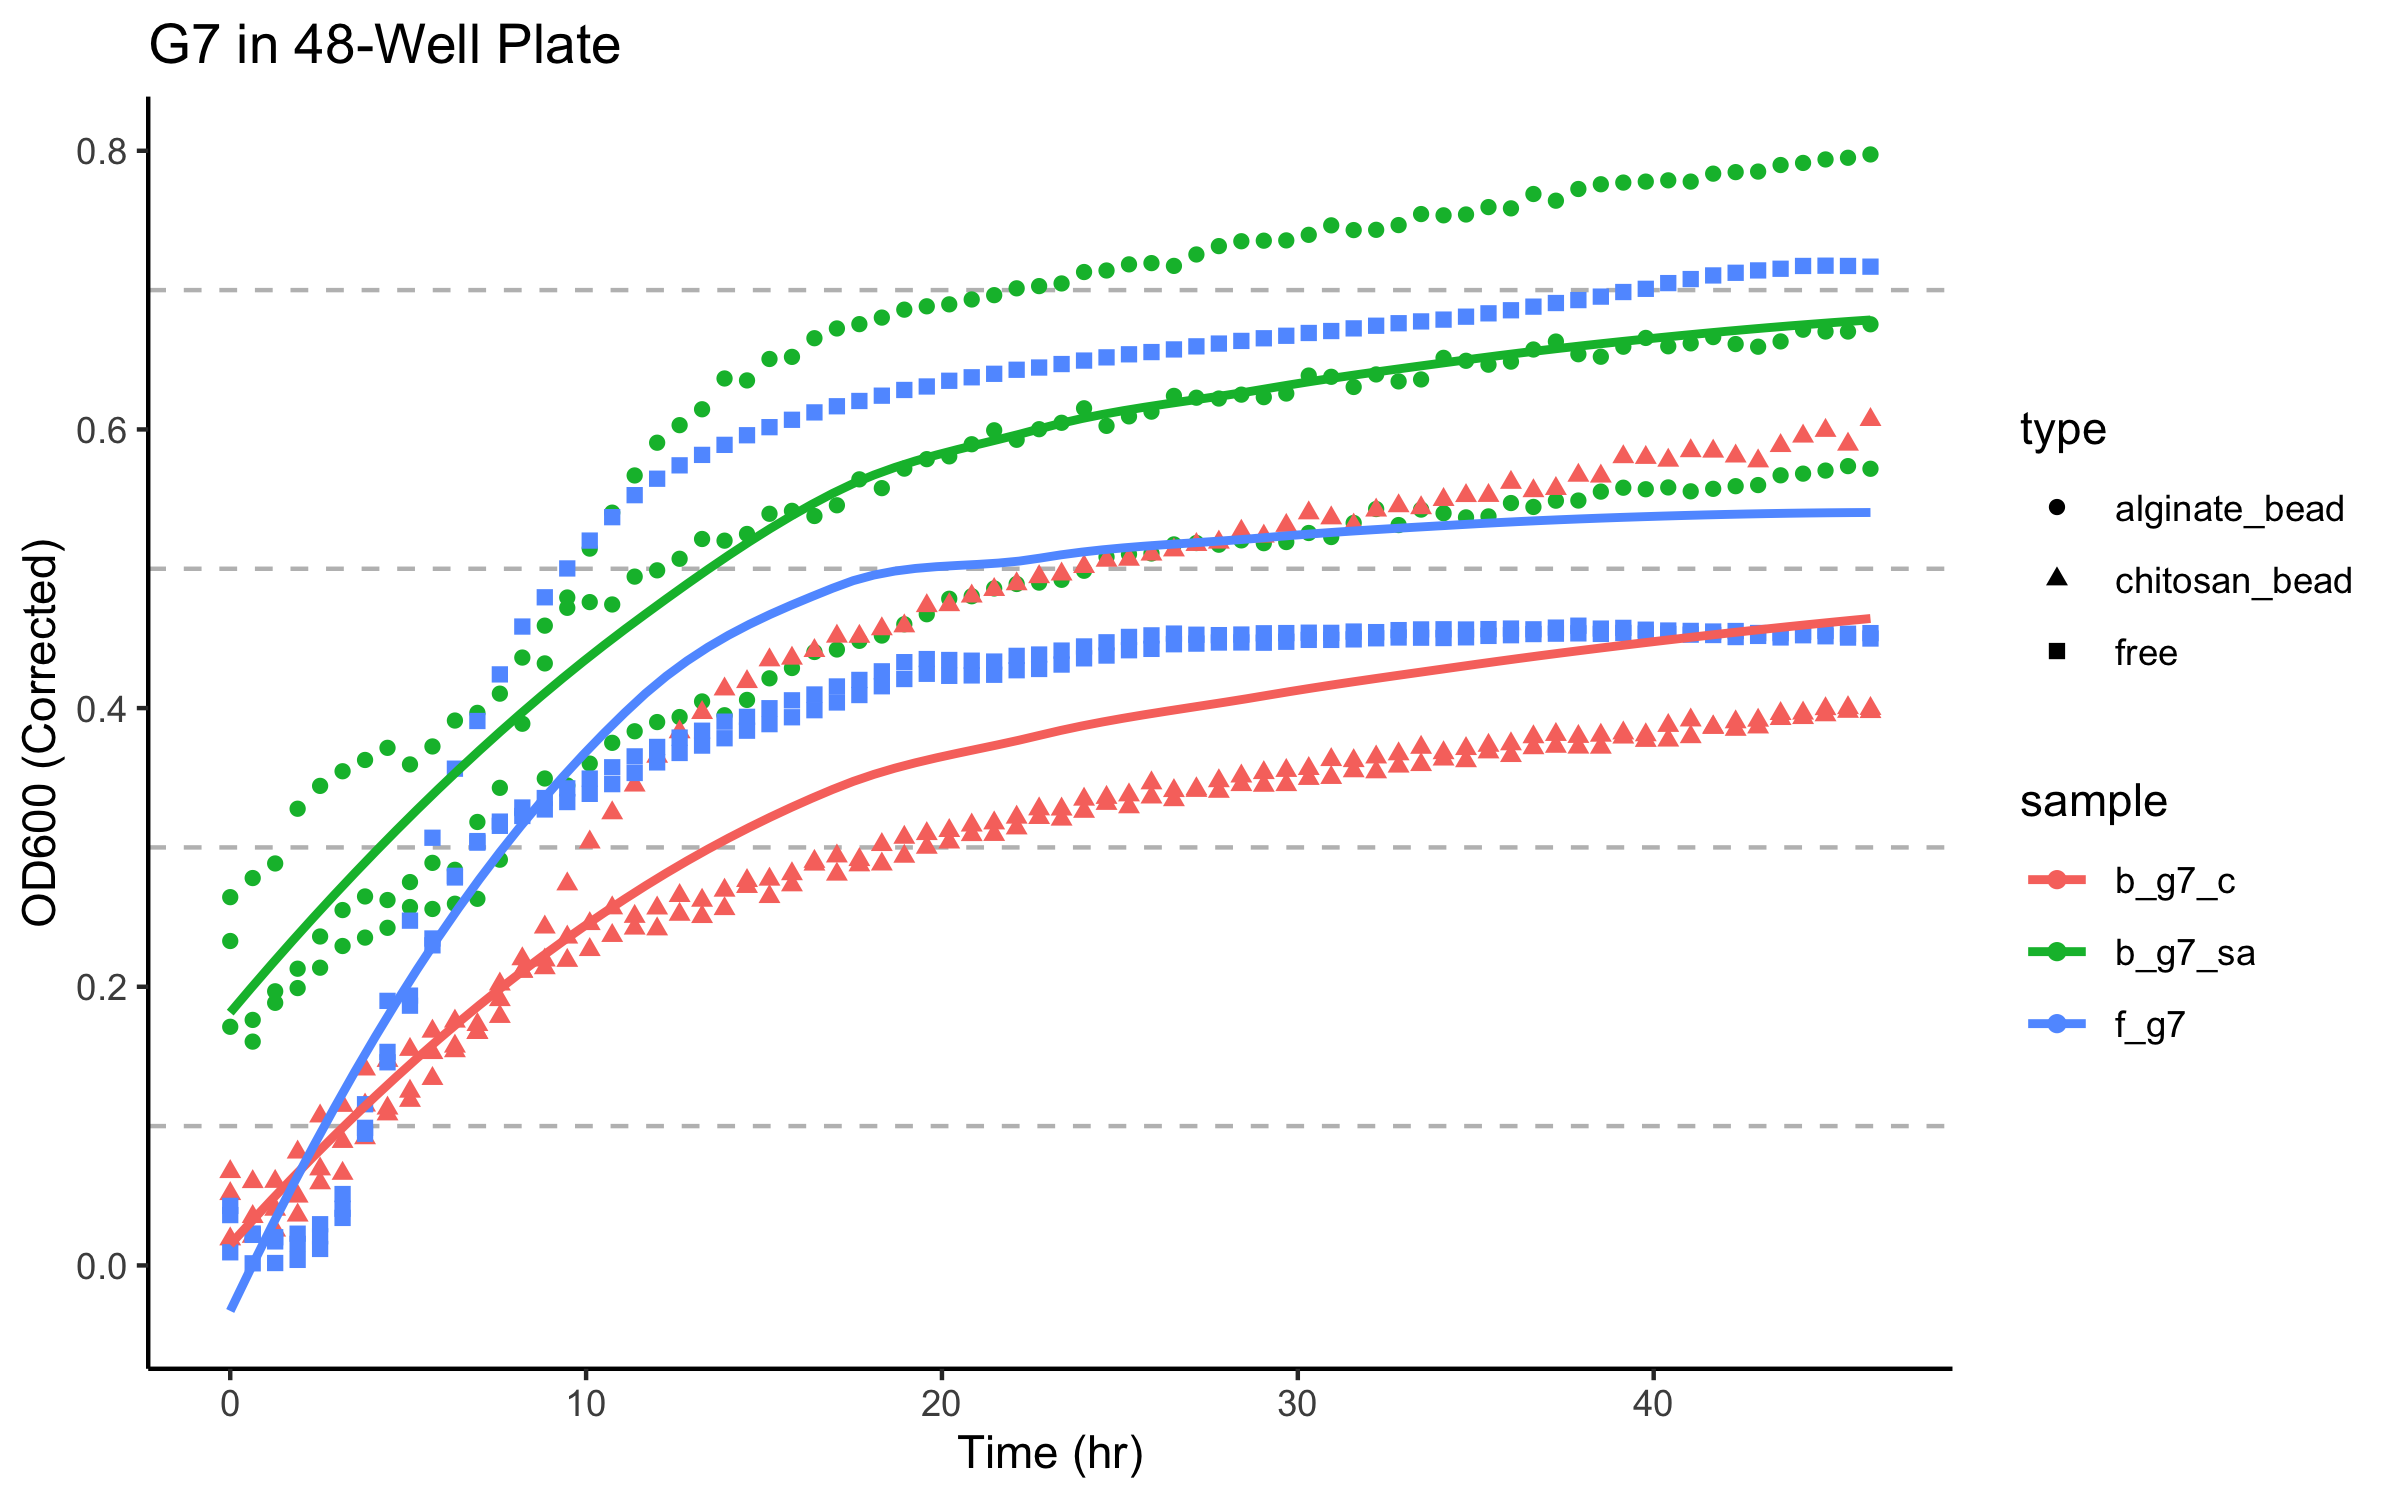 G7 in 48-Well Plate
OD600 (Corrected)
0.8
0.6
0.4
0.2
0.0
0
10
20
30
40
Time (hr)
type
alginate_bead
chitosan_bead
free
sample
b_g7_c
b_g7_sa
f_g7